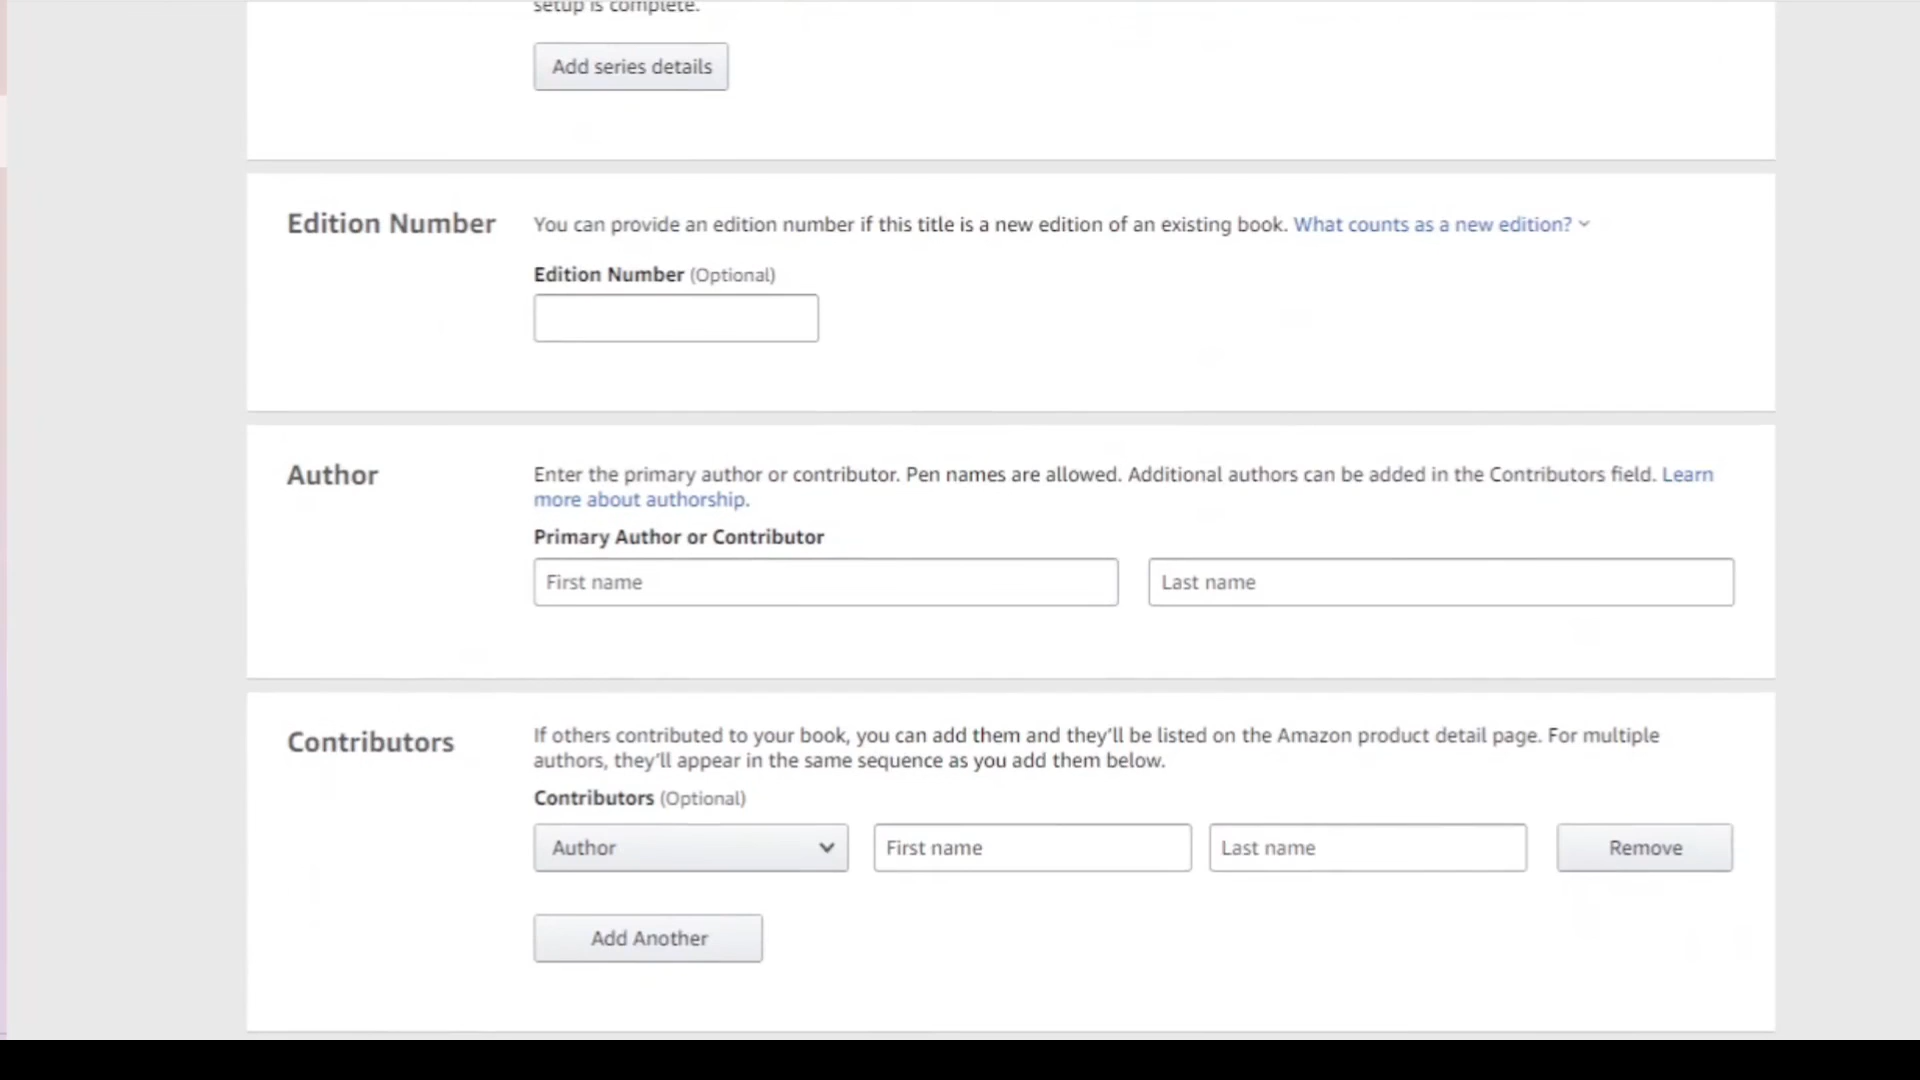 setup is complete.
Add series details
Edition Number
You can provide an edition number if this title is a new edition of an existing book. What counts as a new edition?
Edition Number (Optional)
Author
Enter the primary author or contributor. Pen names are allowed. Additional authors can be added in the Contributors field. Learn
more about authorship.
Primary Author or Contributor
First name
Last name
Contributors
If others contributed to your book, you can add them and they'll be listed on the Amazon product detail page. For multiple
authors, they'll appear in the same sequence as you add them below.
Contributors (Optional)
Author
First name
Last name
Remove
Add Another